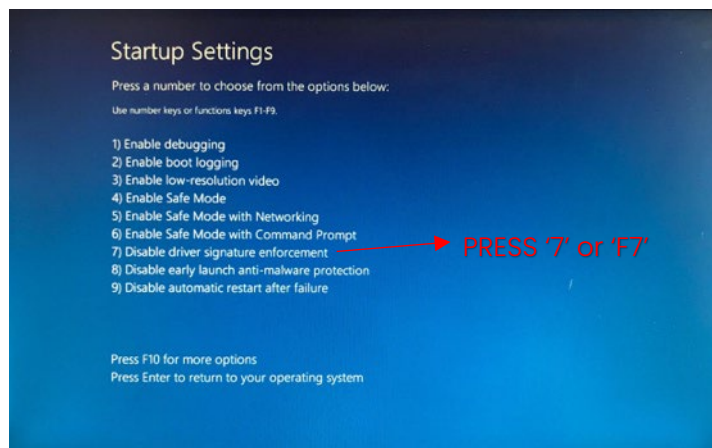 Startup Settings
Press a number to choose from the options below:
Use number keys or functions keys F1-F9.
1) Enable debugging
2) Enable boot logging
3) Enable low-resolution video
4) Enable Safe Mode
5) Enable Safe Mode with Networking
6) Enable Safe Mode with Command Prompt
7) Disable driver signature enforcement
PRESS ‘7’ or ‘F7’
8) Disable early launch anti-malware protection
9) Disable automatic restart after failure
Press F10 for more options
Press Enter to return to your operating system